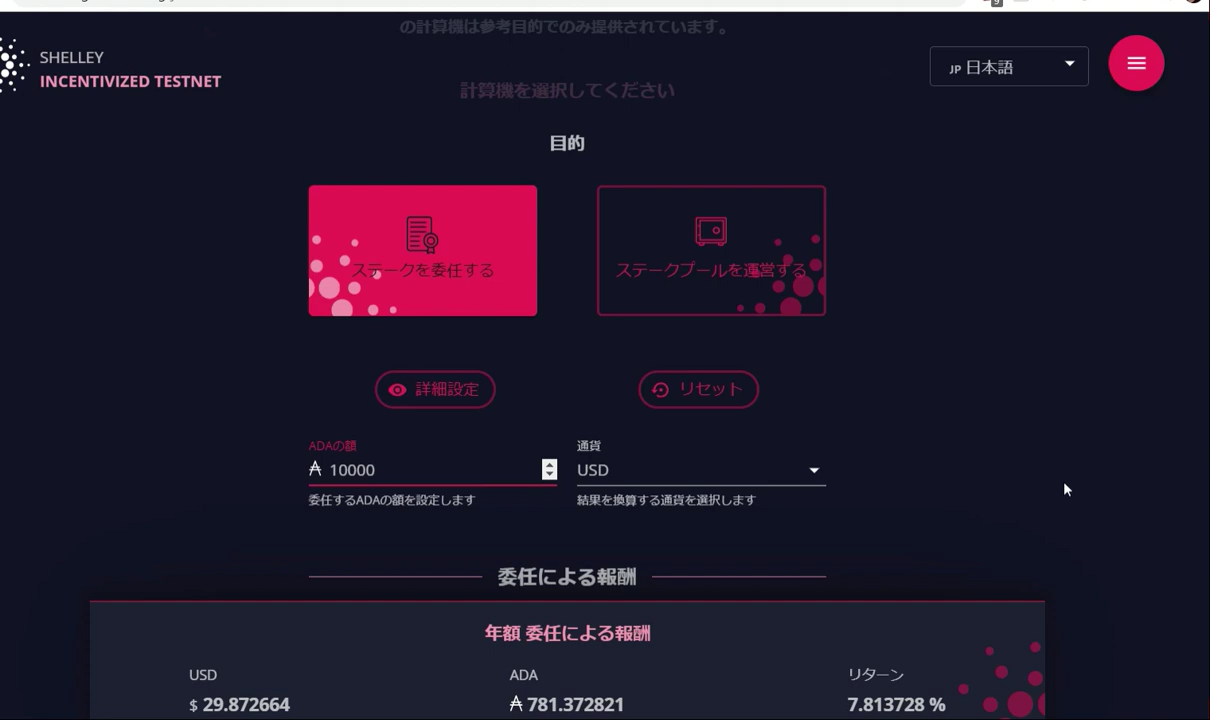 の計算機は参考目的でのみ提供されています。
SHELLEY
INCENTIVIZED TESTNET
JP 日本語
計算機を選択してください
目的
ステークを委任する
ステークプールを運営する
詳細設定
リセット
ADAの額
通貨
₳ 10000
USD
委任するADAの額を設定します
結果を換算する通貨を選択します
委任による報酬
年額 委任による報酬
USD
ADA
リターン
$ 29.872664
₳ 781.372821
7.813728 %